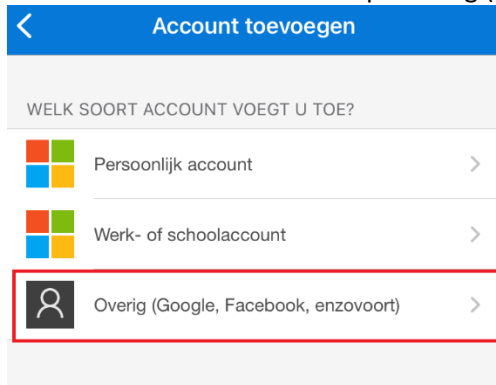 Account toevoegen
WELK SOORT ACCOUNT VOEGT U TOE?
Persoonlijk account
Werk- of schoolaccount
Overig (Google, Facebook, enzovoort)